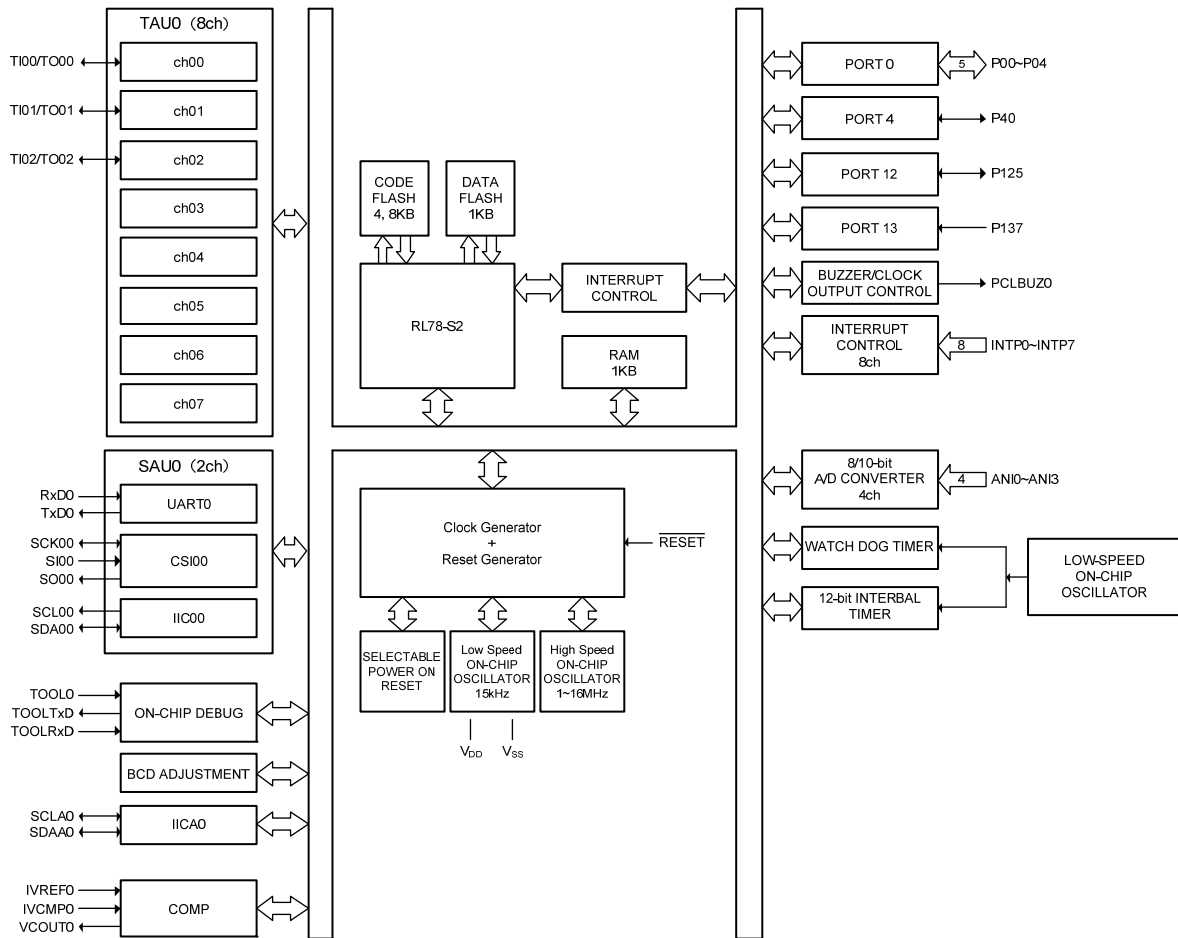 TAU0 (8ch)
TI00/TO00
ch00
TI01/TO01
ch01
TI02/TO02
ch02
ch03
ch04
ch05
ch06
ch07
SAU0 (2ch)
RxD0
TxD0
UART0
SCK00
SI00
SO00
CSI00
SCL00
SDA00
IIC00
TOOL0
TOOLTxD
TOOLRxD
ON-CHIP DEBUG
BCD ADJUSTMENT
SCLA0
SDAA0
IICA0
IVREF0
IVCMP0
VCOUT0
COMP
CODE
FLASH
4, 8KB
DATA
FLASH
1KB
RL78-S2
INTERRUPT
CONTROL
RAM
1KB
Clock Generator
+
Reset Generator
RESET
SELECTABLE
POWER ON
RESET
Low Speed
ON-CHIP
OSCILLATOR
15kHz
High Speed
ON-CHIP
OSCILLATOR
1~16MHz
VDD
VSS
PORT 0
5
P00~P04
PORT 4
P40
PORT 12
P125
PORT 13
P137
BUZZER/CLOCK
OUTPUT CONTROL
PCLBUZ0
INTERRUPT
CONTROL
8ch
8
INTP0~INTP7
8/10-bit
A/D CONVERTER
4ch
4
ANI0~ANI3
WATCH DOG TIMER
12-bit INTERBAL
TIMER
LOW-SPEED
ON-CHIP
OSCILLATOR